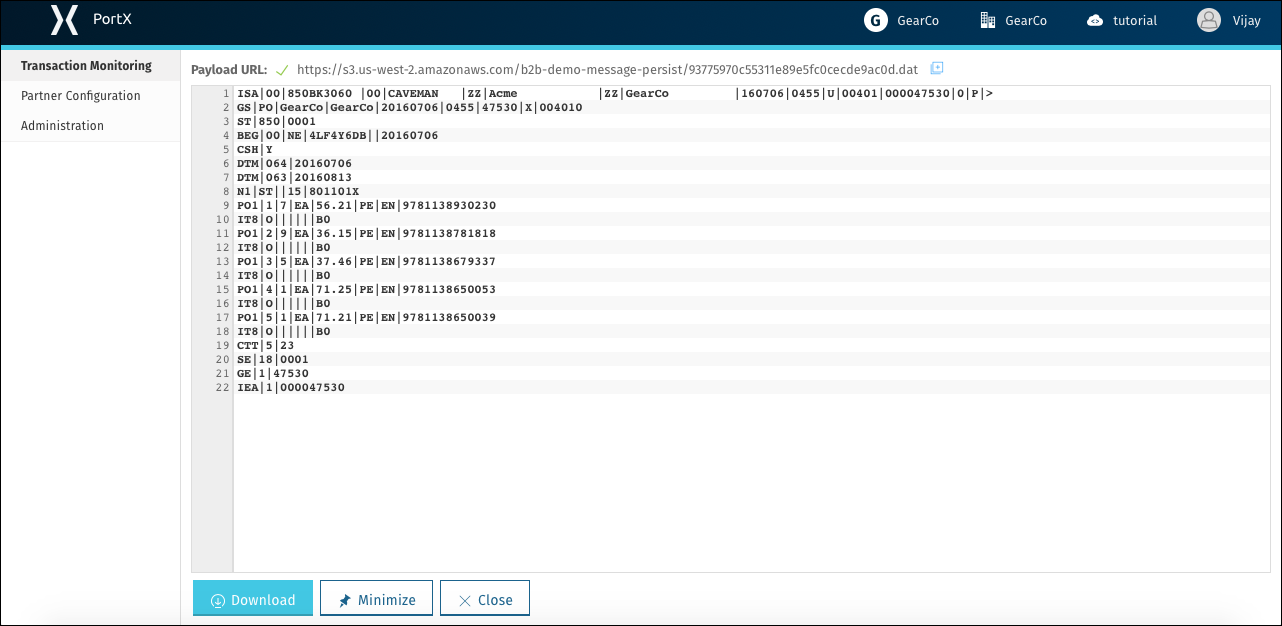 PortX
G GearCo
GearCo
tutorial
Vijay
Transaction Monitoring
Partner Configuration
Administration
Payload URL: https://s3.us-west-2.amazonaws.com/b2b-demo-message-persist/93775970c55311e89e5fc0cecde9ac0d.dat
1 ISA|00|850BK3060 |00|CAVEMAN   |ZZ|Acme           |ZZ|GearCo         |160706|0455|U|00401|000047530|0|P|>
2 GS|PO|GearCo|GearCo|20160706|0455|47530|X|004010
3 ST|850|0001
4 BEG|00|NE|4LF4Y6DB||20160706
5 CSH|Y
6 DTM|064|20160706
7 DTM|063|20160813
8 N1|ST||15|801101X
9 PO1|1|7|EA|56.21|PE|EN|9781138930230
10 IT8|O||||||B0
11 PO1|2|9|EA|36.15|PE|EN|9781138781818
12 IT8|O||||||B0
13 PO1|3|5|EA|37.46|PE|EN|9781138679337
14 IT8|O||||||B0
15 PO1|4|1|EA|71.25|PE|EN|9781138650053
16 IT8|O||||||B0
17 PO1|5|1|EA|71.21|PE|EN|9781138650039
18 IT8|O||||||B0
19 CTT|5|23
20 SE|18|0001
21 GE|1|47530
22 IEA|1|000047530
Download
Minimize
Close